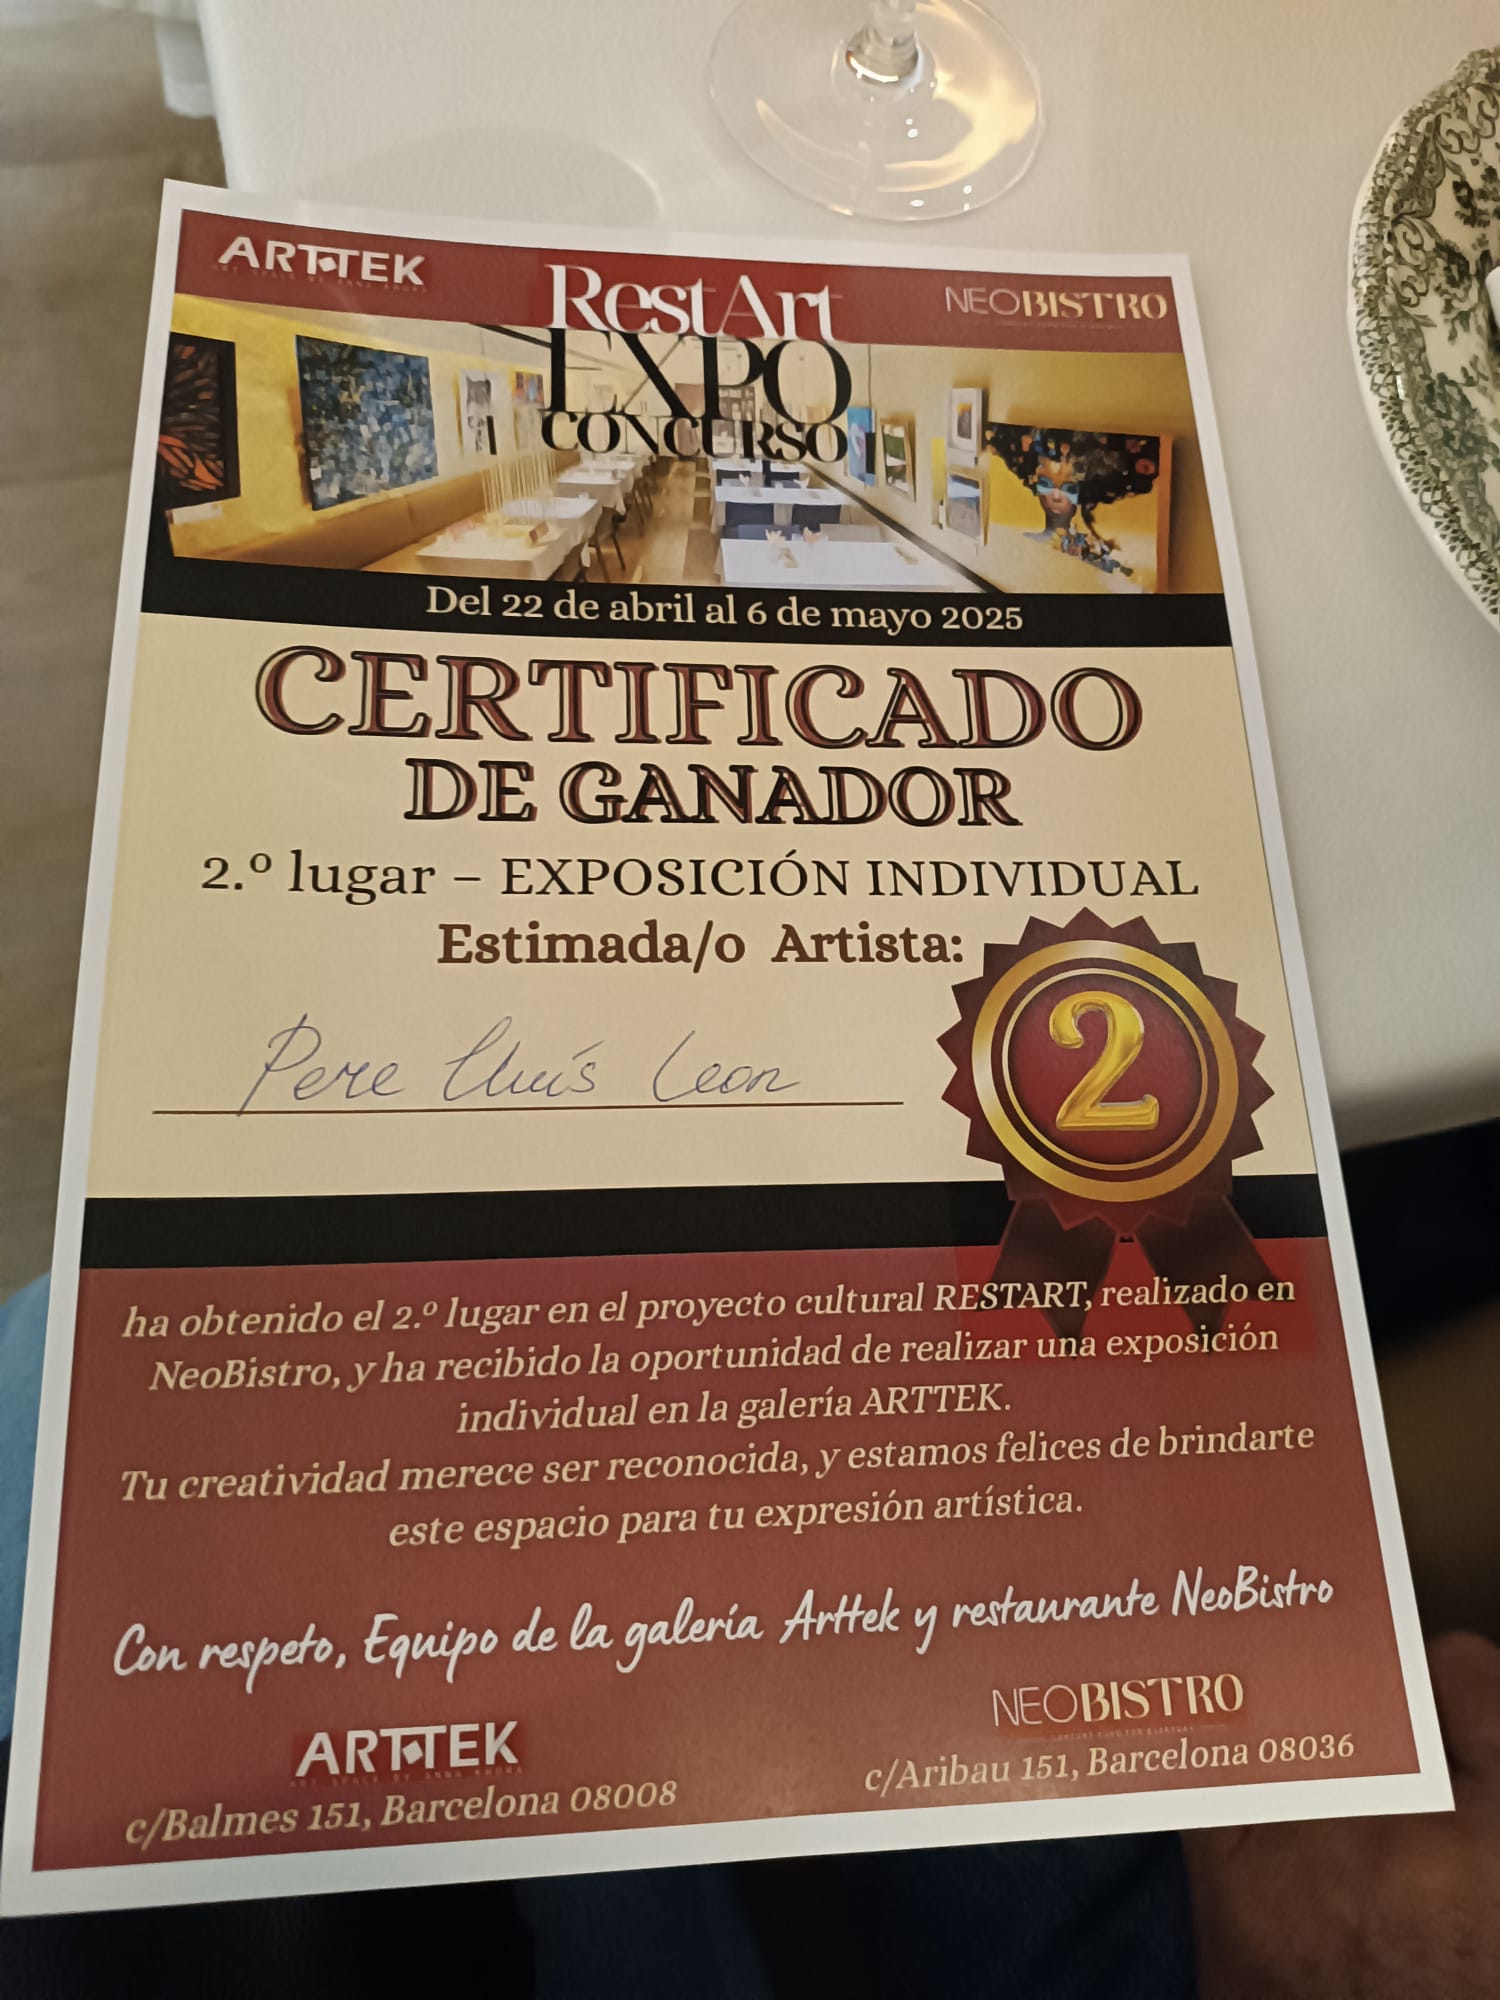 ARTTEK
RestArt
NEOBISTRO
EXPO
CONCURSO
Del 22 de abril al 6 de mayo 2025
CERTIFICADO
DE GANADOR
2.º lugar – EXPOSICIÓN INDIVIDUAL
Estimada/o Artista:
Pere Lluís Leon
2
ha obtenido el 2.º lugar en el proyecto cultural RESTART, realizado en
NeoBistro, y ha recibido la oportunidad de realizar una exposición
individual en la galería ARTTEK.
Tu creatividad merece ser reconocida, y estamos felices de brindarte
este espacio para tu expresión artística.
Con respeto, Equipo de la galería Arttek y restaurante NeoBistro
ARTTEK
c/Balmes 151, Barcelona 08008
NEOBISTRO
c/Aribau 151, Barcelona 08036